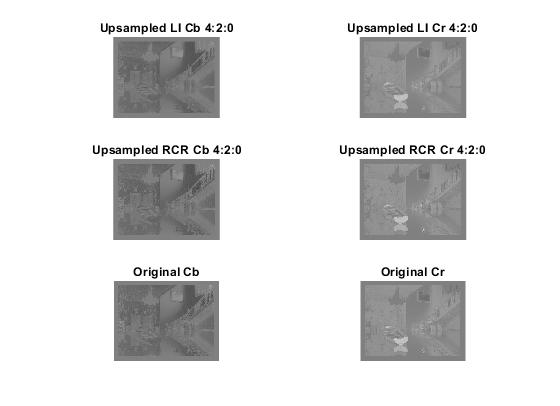 Upsampled LI Cb 4:2:0
Upsampled LI Cr 4:2:0
Upsampled RCR Cb 4:2:0
Upsampled RCR Cr 4:2:0
Original Cb
Original Cr